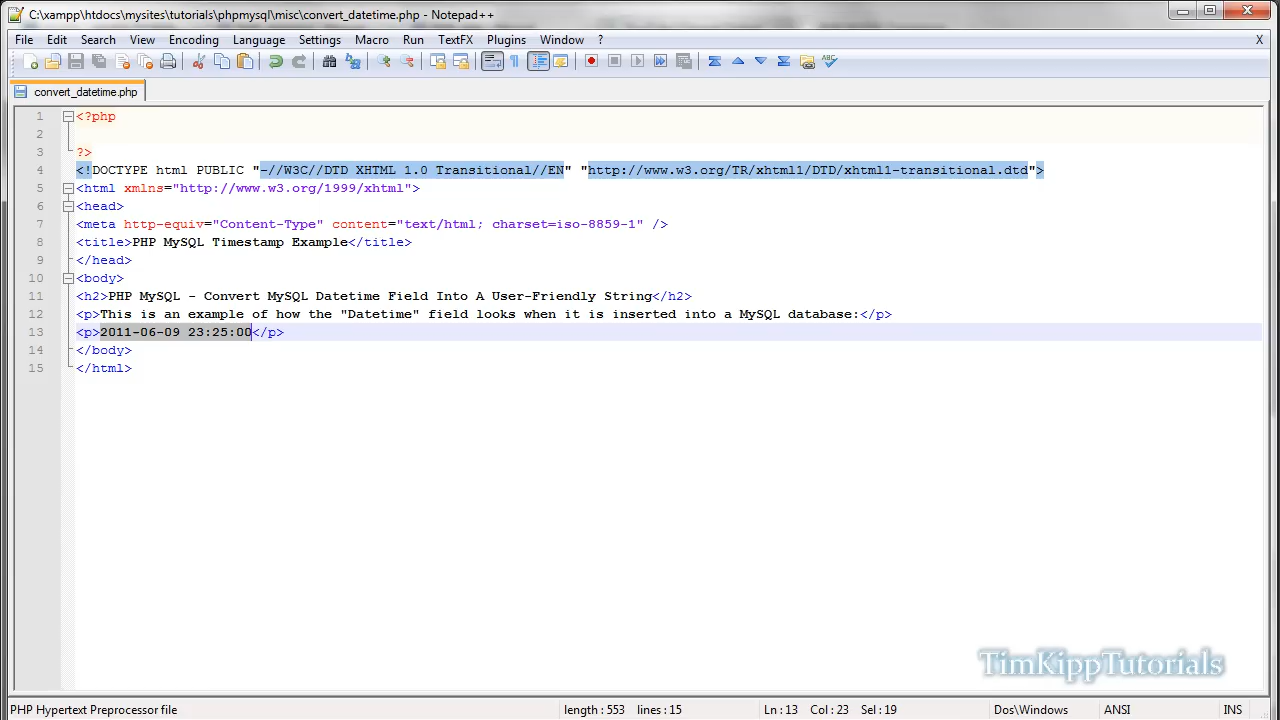 C:\xampp\htdocs\mysites\tutorials\phpmysql\misc\convert_datetime.php - Notepad++
File Edit Search View Encoding Language Settings Macro Run TextFX Plugins Window ? X
convert_datetime.php
1 <?php
2
3 ?>
4 <!DOCTYPE html PUBLIC "-//W3C//DTD XHTML 1.0 Transitional//EN" "http://www.w3.org/TR/xhtml1/DTD/xhtml1-transitional.dtd">
5 <html xmlns="http://www.w3.org/1999/xhtml">
6 <head>
7 <meta http-equiv="Content-Type" content="text/html; charset=iso-8859-1" />
8 <title>PHP MySQL Timestamp Example</title>
9 </head>
10 <body>
11 <h2>PHP MySQL - Convert MySQL Datetime Field Into A User-Friendly String</h2>
12 <p>This is an example of how the "Datetime" field looks when it is inserted into a MySQL database:</p>
13 <p>2011-06-09 23:25:00</p>
14 </body>
15 </html>
TimKippTutorials
PHP Hypertext Preprocessor file length : 553 lines : 15 Ln : 13 Col : 23 Sel : 19 Dos\Windows ANSI INS